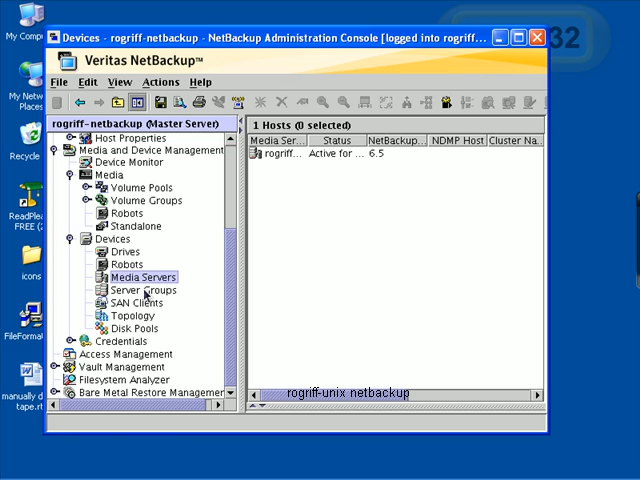 My Compu
My Netw
Places
Recycle
ReadPlea
FREE (2
icons
FileFormat
manually d
tape.rt
32
Devices - rogriff-netbackup - NetBackup Administration Console [logged into rogriff...
Veritas NetBackup™
File Edit View Actions Help
rogriff-netbackup (Master Server)
Host Properties
Media and Device Management
Device Monitor
Media
Volume Pools
Volume Groups
Robots
Standalone
Devices
Drives
Robots
Media Servers
Server Groups
SAN Clients
Topology
Disk Pools
Credentials
Access Management
Vault Management
Filesystem Analyzer
Bare Metal Restore Managemer
1 Hosts (0 selected)
Media Ser... Status NetBackup... NDMP Host Cluster Na...
rogriff... Active for ... 6.5
rogriff-unix netbackup